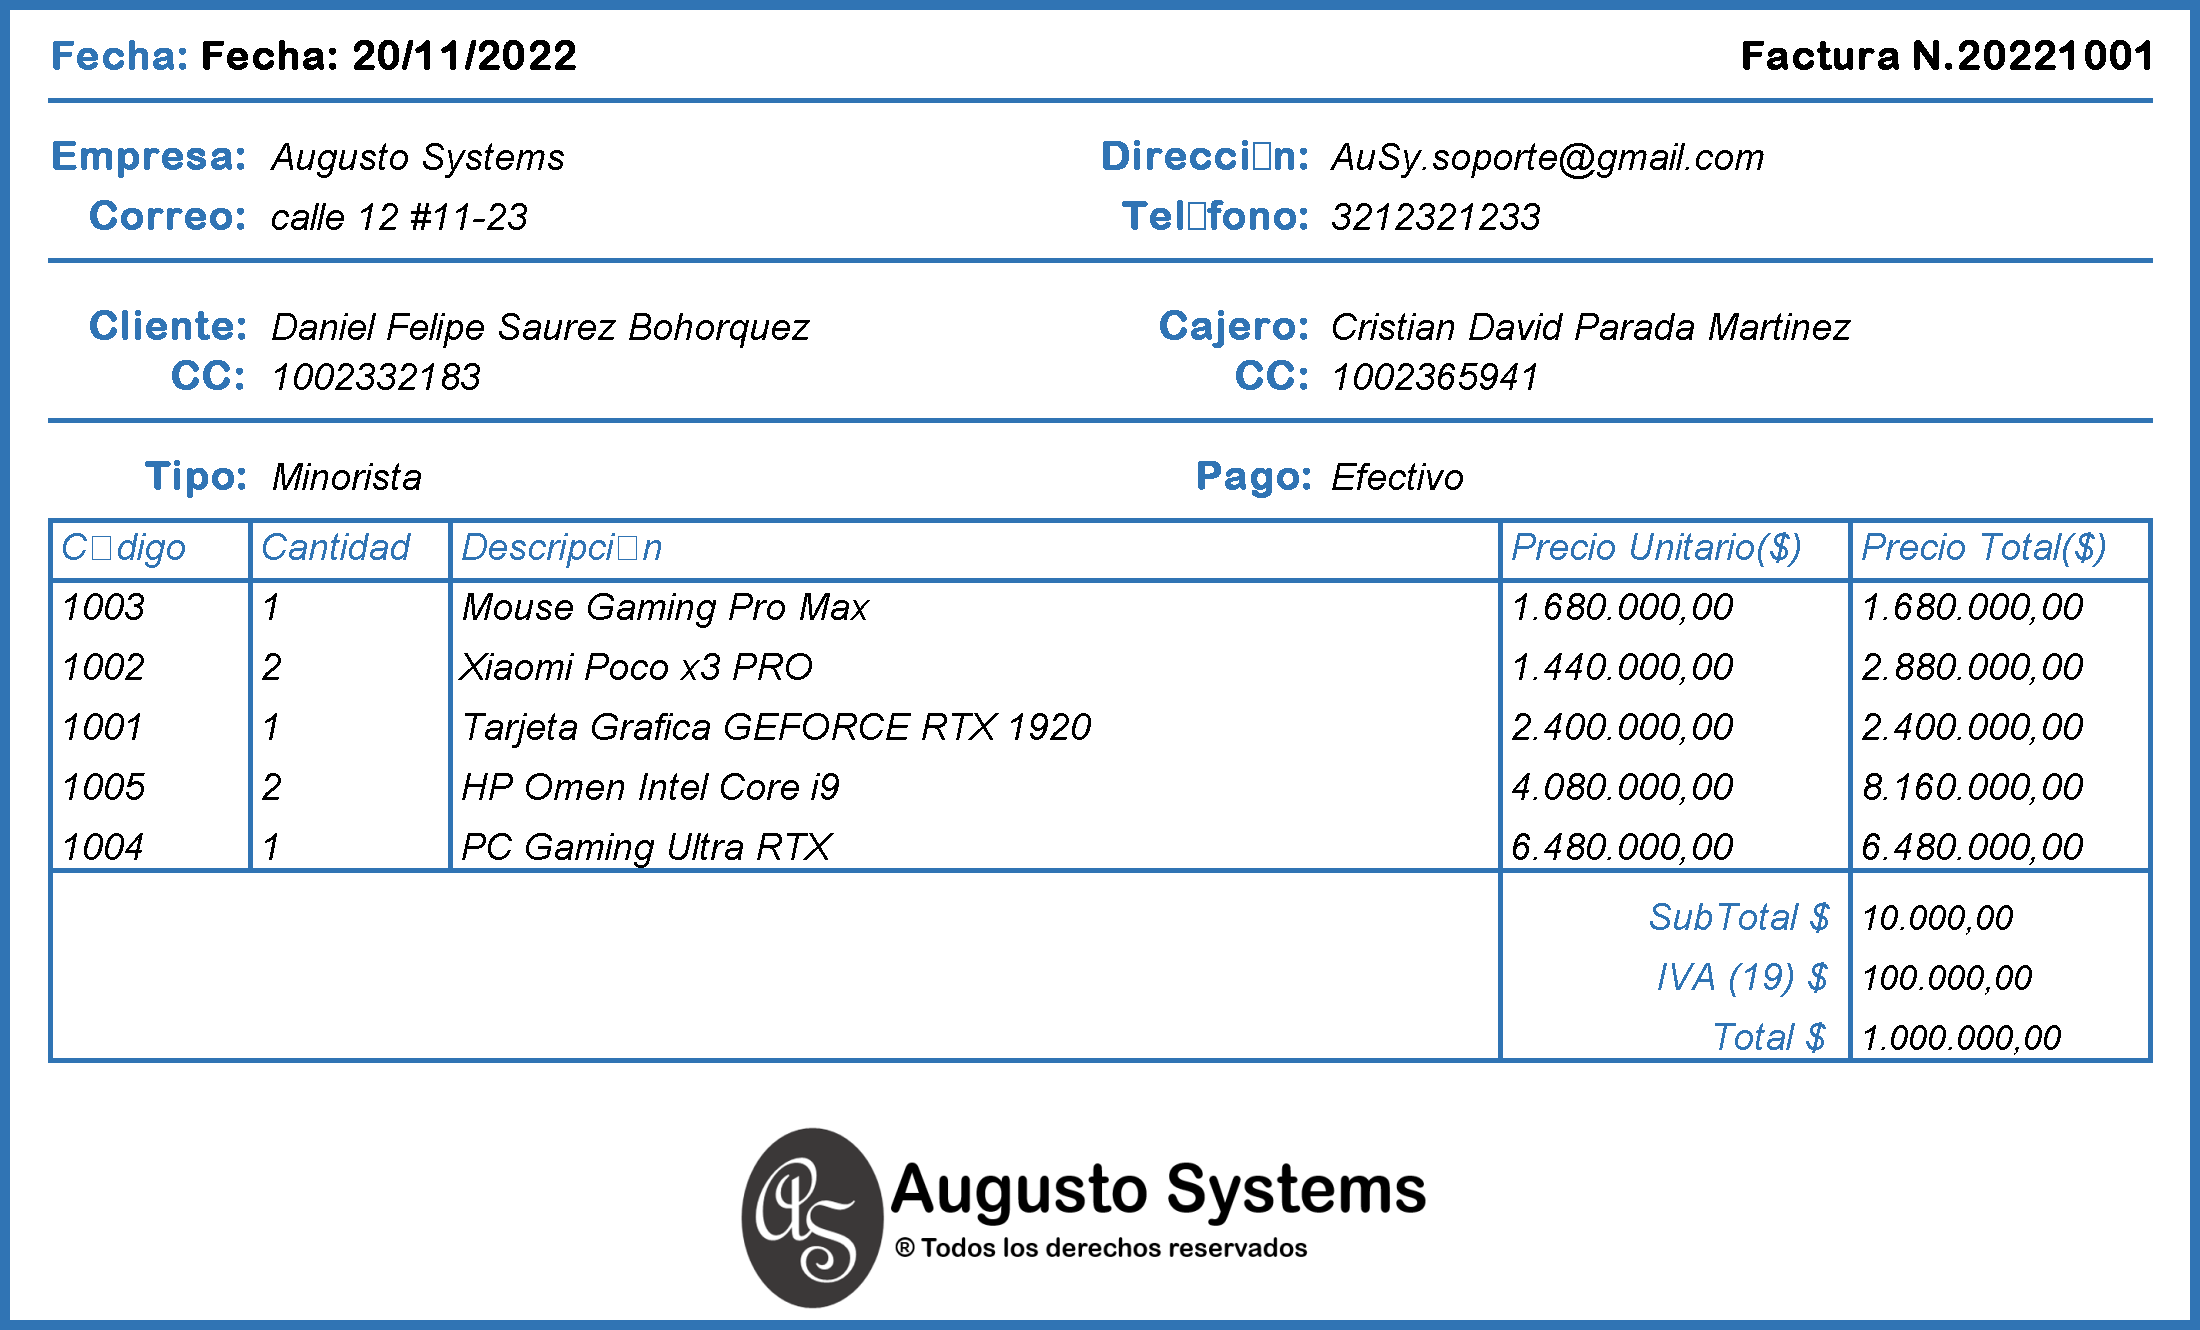 Fecha: Fecha: 20/11/2022 Factura N.20221001
Empresa: Augusto Systems Direcci□n: AuSy.soporte@gmail.com
Correo: calle 12 #11-23 Tel□fono: 3212321233
Cliente: Daniel Felipe Saurez Bohorquez Cajero: Cristian David Parada Martinez
CC: 1002332183 CC: 1002365941
Tipo: Minorista Pago: Efectivo
C□digo Cantidad Descripci□n Precio Unitario($) Precio Total($)
1003 1 Mouse Gaming Pro Max 1.680.000,00 1.680.000,00
1002 2 Xiaomi Poco x3 PRO 1.440.000,00 2.880.000,00
1001 1 Tarjeta Grafica GEFORCE RTX 1920 2.400.000,00 2.400.000,00
1005 2 HP Omen Intel Core i9 4.080.000,00 8.160.000,00
1004 1 PC Gaming Ultra RTX 6.480.000,00 6.480.000,00
SubTotal $ 10.000,00
IVA (19) $ 100.000,00
Total $ 1.000.000,00
AS Augusto Systems
® Todos los derechos reservados